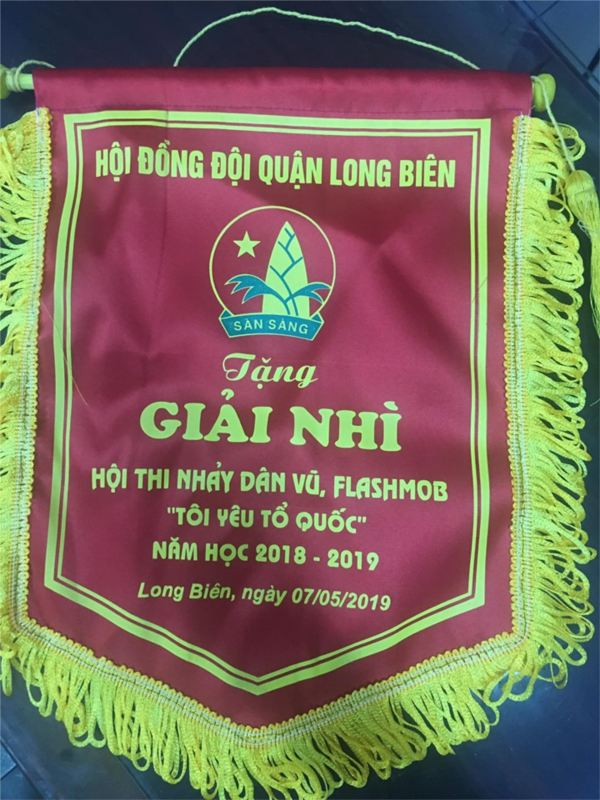 HỘI ĐỒNG ĐỘI QUẬN LONG BIÊN
SẴN SÀNG
Tặng
GIẢI NHÌ
HỘI THI NHẢY DÂN VŨ, FLASHMOB
"TÔI YÊU TỔ QUỐC"
NĂM HỌC 2018 - 2019
Long Biên, ngày 07/05/2019